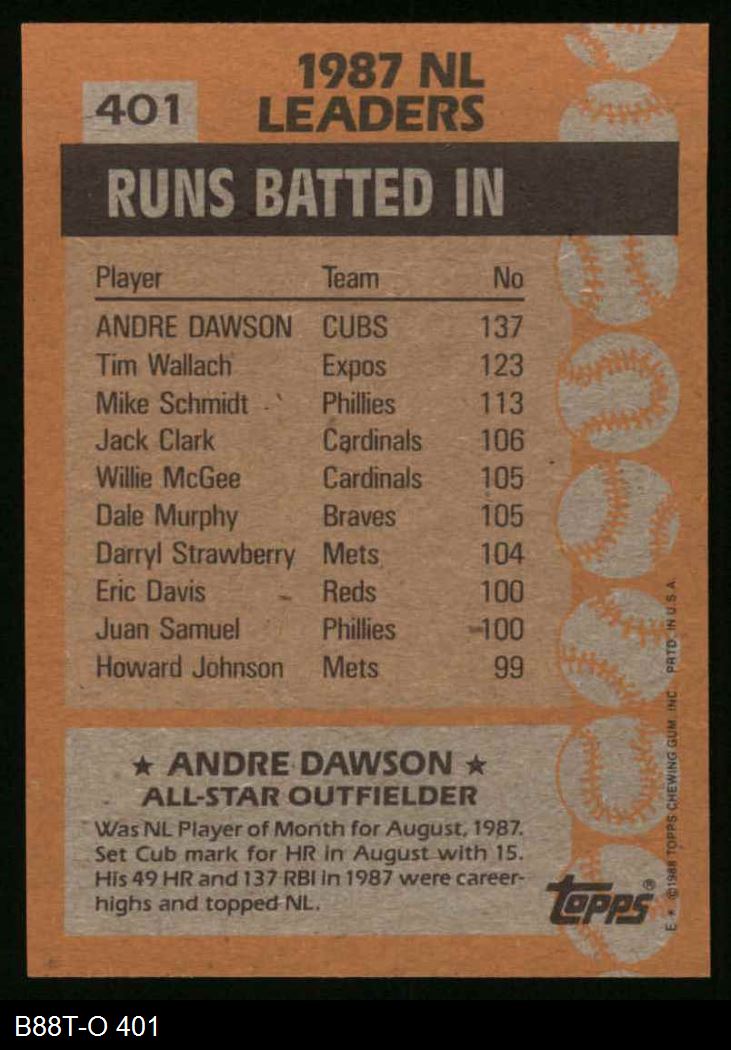 401
1987 NL
LEADERS
RUNS BATTED IN
Player Team No
ANDRE DAWSON CUBS 137
Tim Wallach Expos 123
Mike Schmidt Phillies 113
Jack Clark Cardinals 106
Willie McGee Cardinals 105
Dale Murphy Braves 105
Darryl Strawberry Mets 104
Eric Davis Reds 100
Juan Samuel Phillies 100
Howard Johnson Mets 99
★ ANDRE DAWSON ★
ALL-STAR OUTFIELDER
Was NL Player of Month for August, 1987.
Set Cub mark for HR in August with 15.
His 49 HR and 137 RBI in 1987 were career-
highs and topped NL.
topps®
E * ©1988 TOPPS CHEWING GUM, INC. PRTD. IN U.S.A.
B88T-O 401